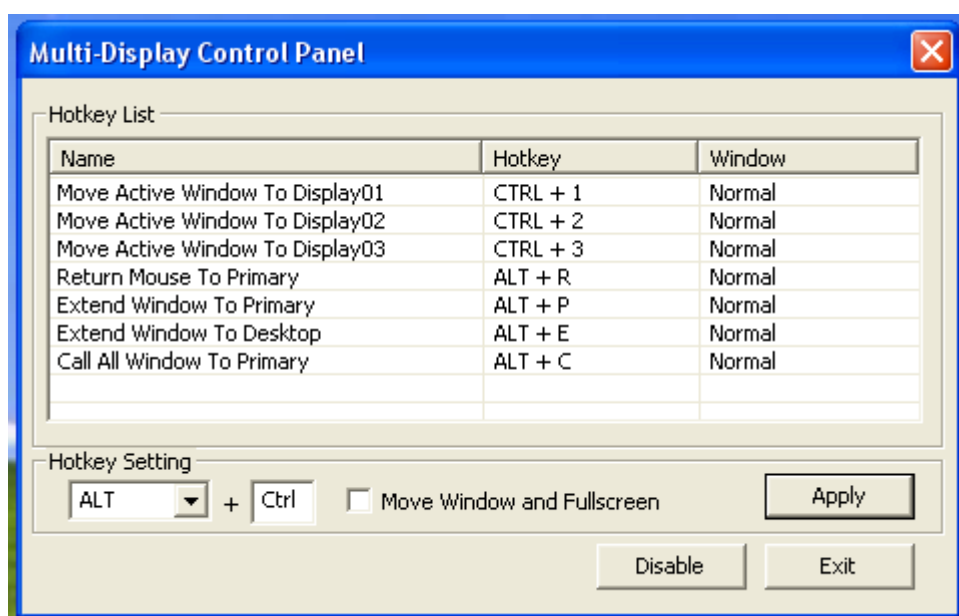 Multi-Display Control Panel
Hotkey List
Name Hotkey Window
Move Active Window To Display01 CTRL + 1 Normal
Move Active Window To Display02 CTRL + 2 Normal
Move Active Window To Display03 CTRL + 3 Normal
Return Mouse To Primary ALT + R Normal
Extend Window To Primary ALT + P Normal
Extend Window To Desktop ALT + E Normal
Call All Window To Primary ALT + C Normal
Hotkey Setting
ALT + Ctrl Move Window and Fullscreen Apply
Disable Exit